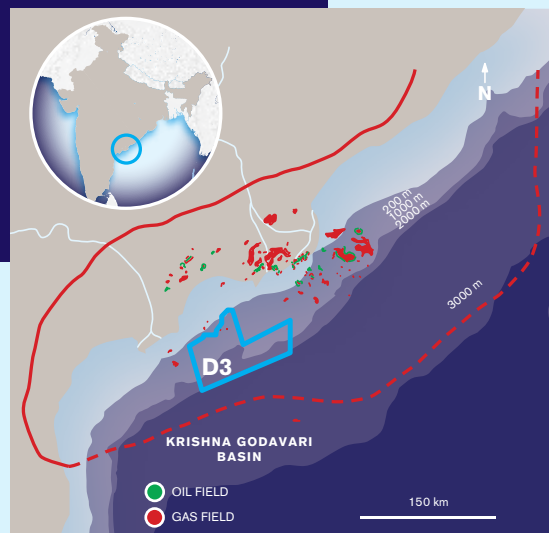 N
200 m
1000 m
2000 m
3000 m
D3
KRISHNA GODAVARI
BASIN
OIL FIELD
GAS FIELD
150 km